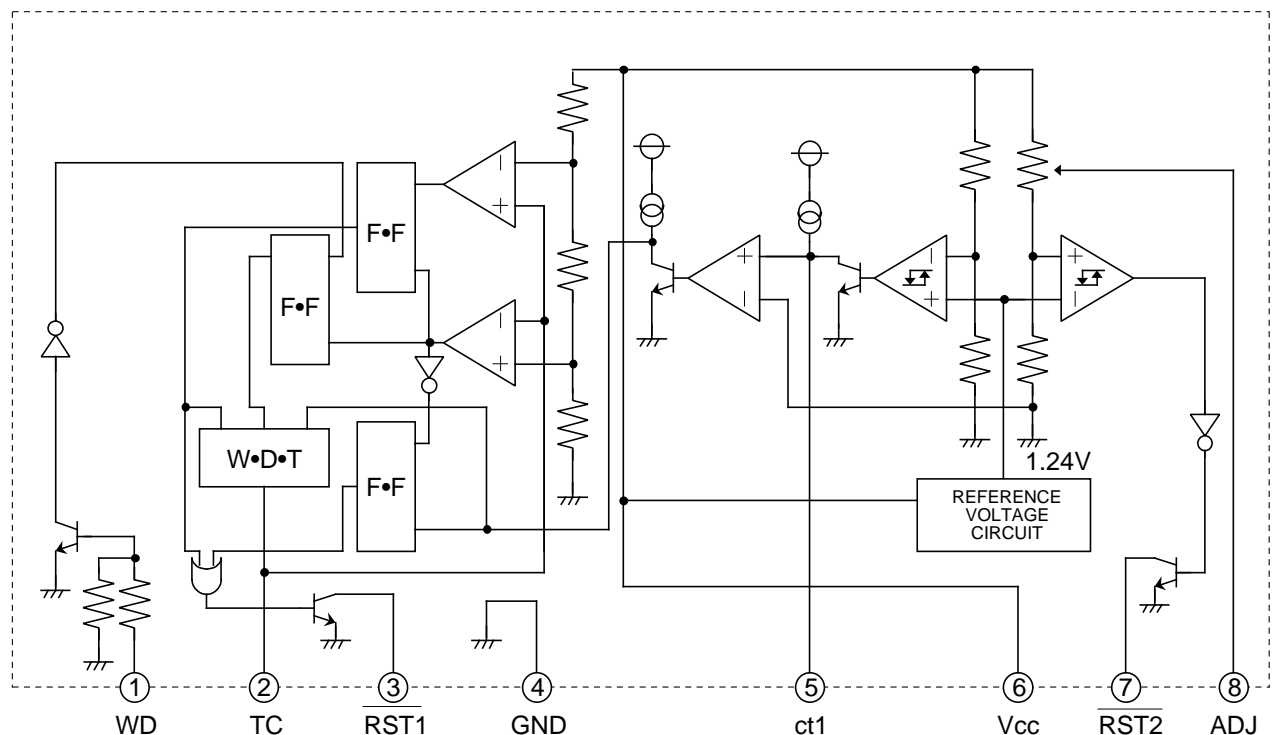 F•F
F•F
W•D•T
F•F
1.24V
REFERENCE
VOLTAGE
CIRCUIT
− + − + + − − + + −
1 2 3 4 5 6 7 8
WD TC RST1 GND ct1 Vcc RST2 ADJ